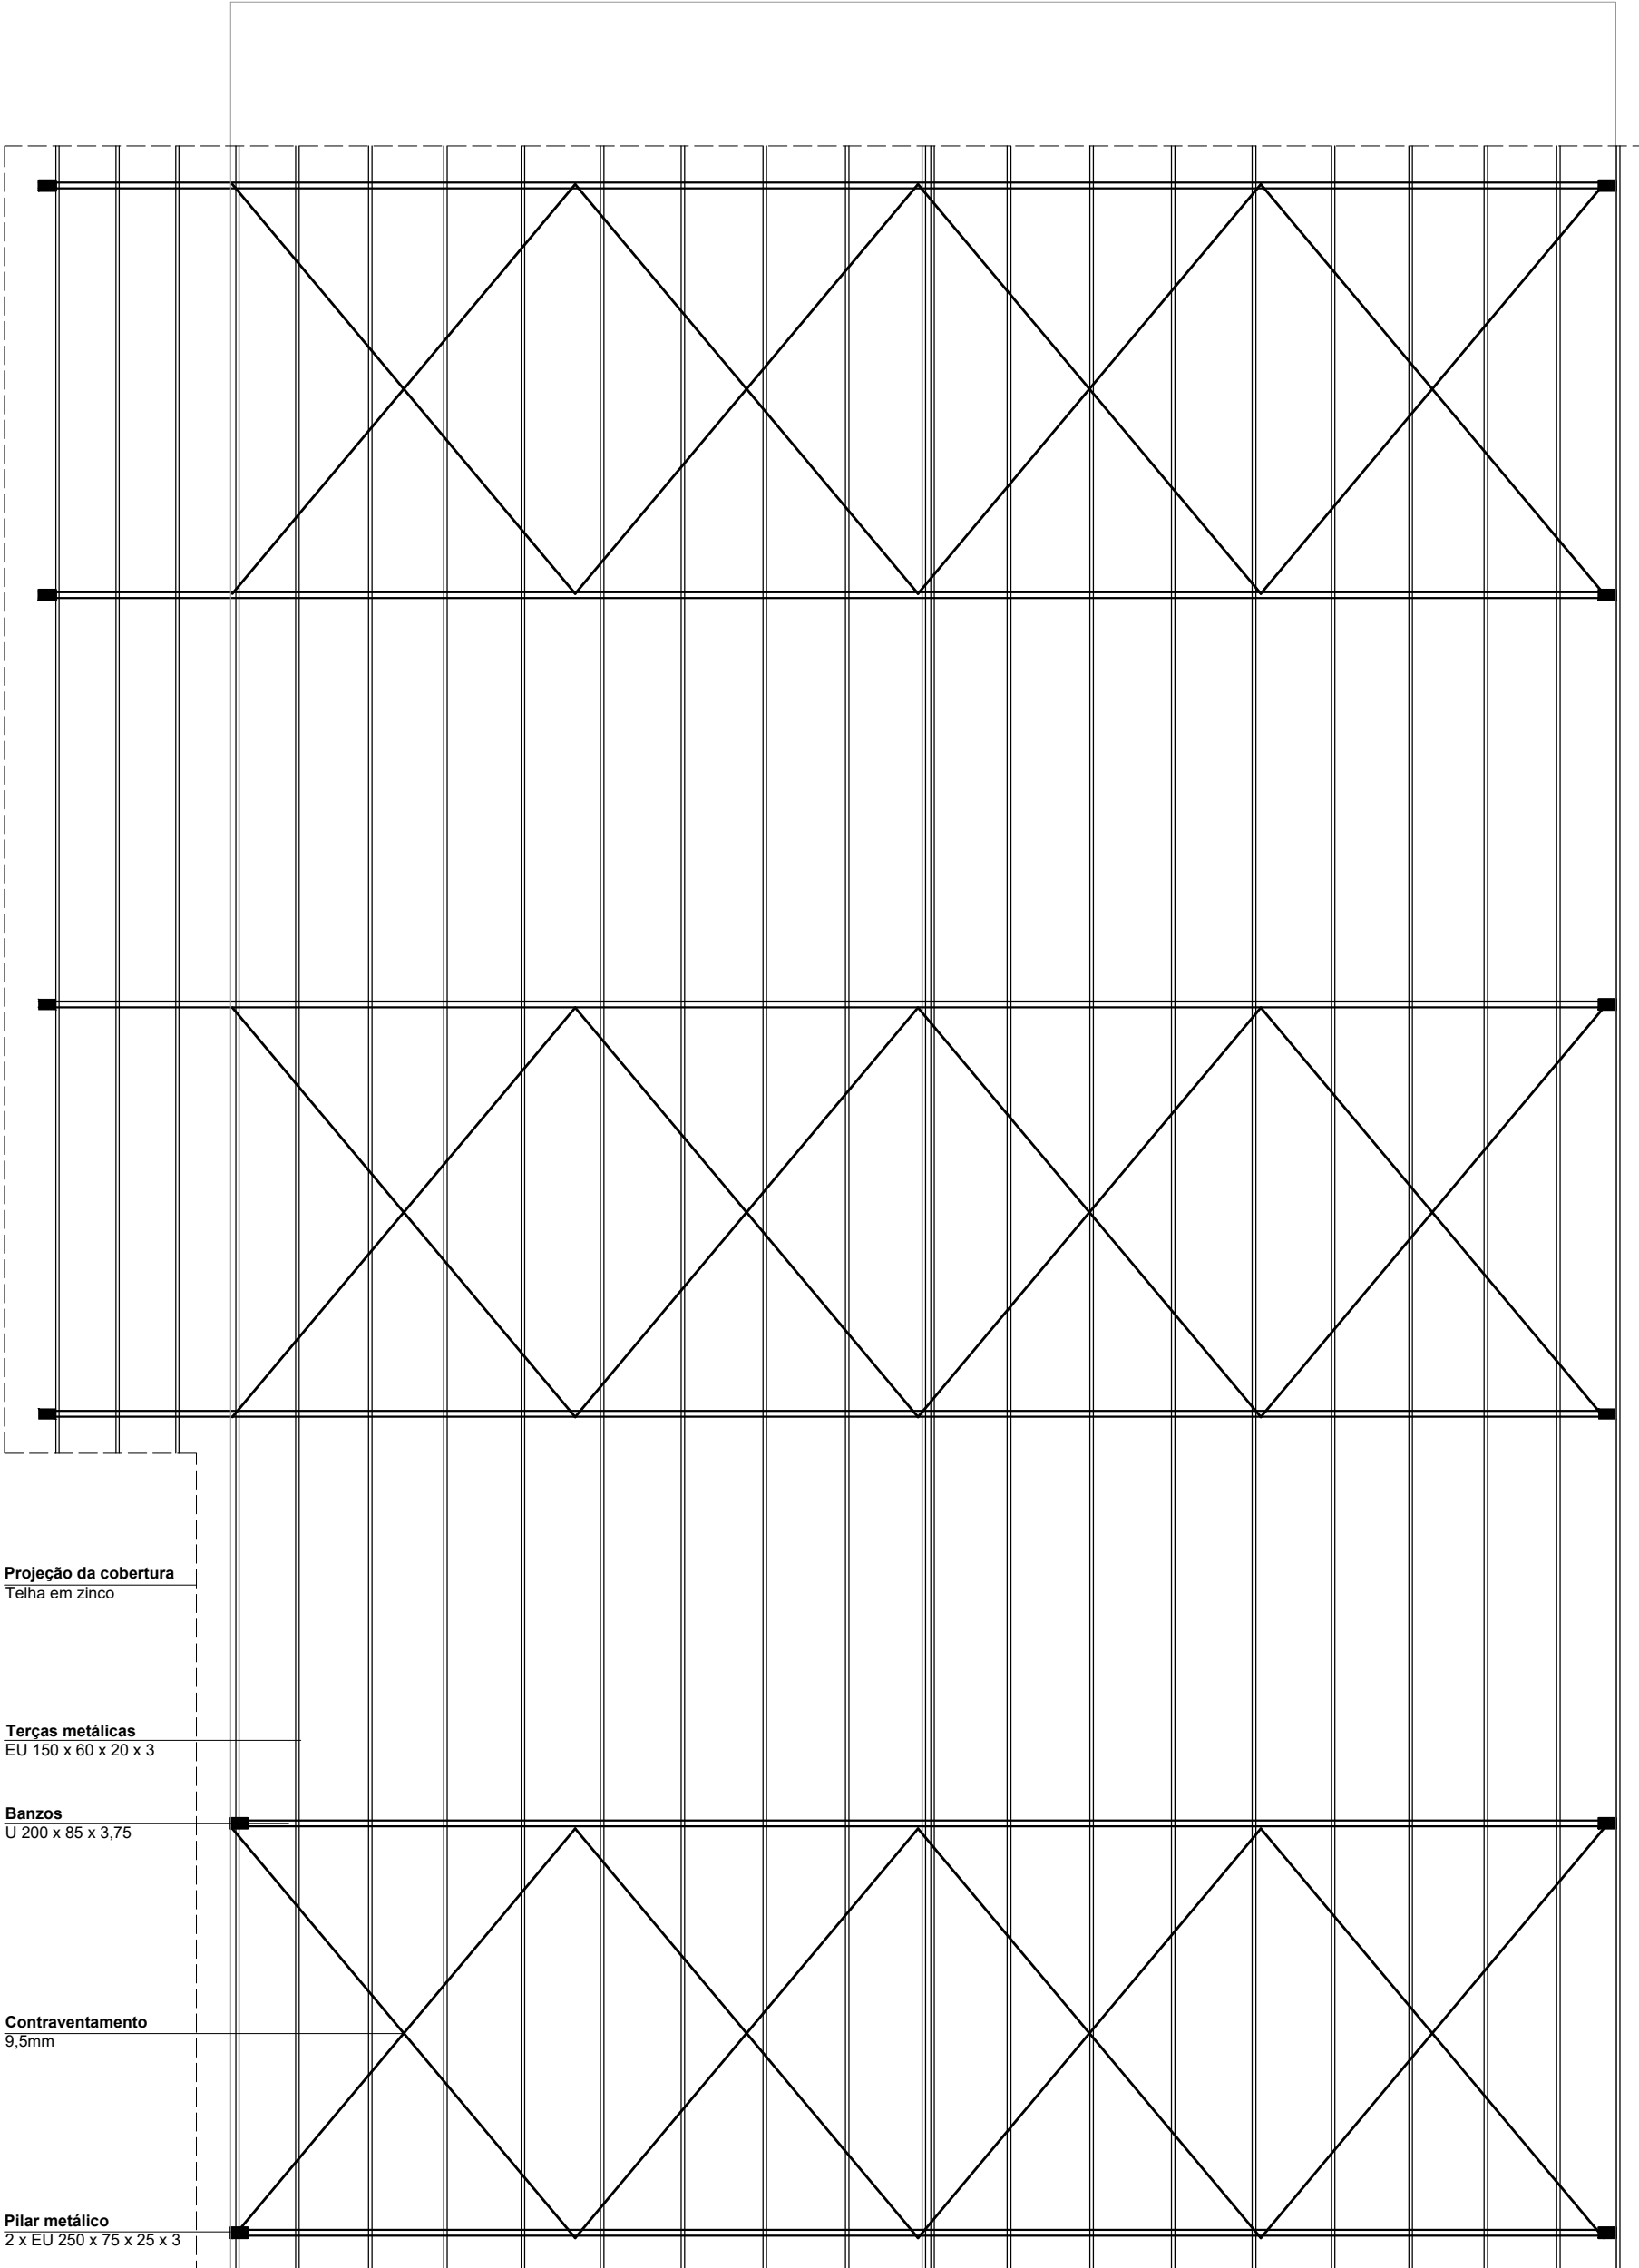 Projeção da cobertura
Telha em zinco
Terças metálicas
EU 150 x 60 x 20 x 3
Banzos
U 200 x 85 x 3,75
Contraventamento
9,5mm
Pilar metálico
2 x EU 250 x 75 x 25 x 3